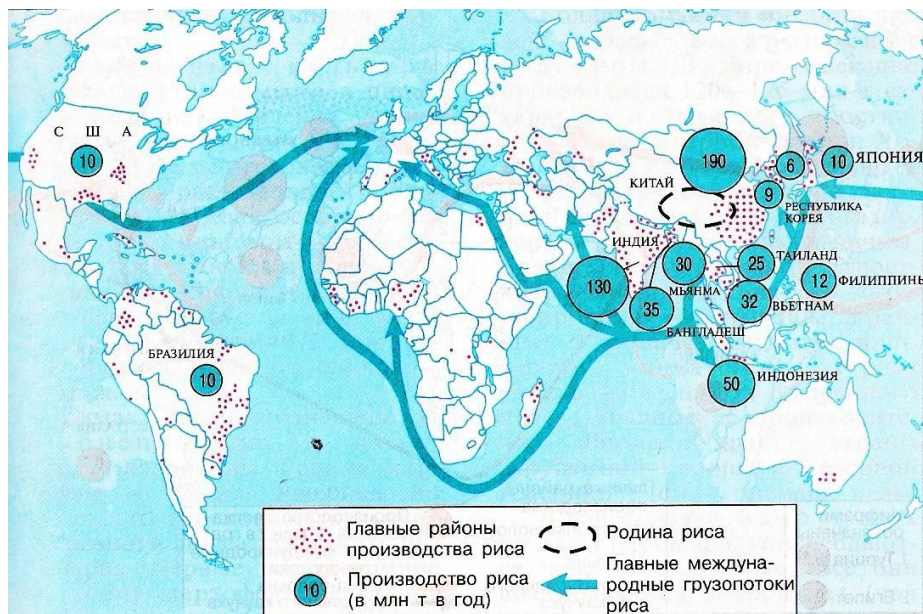 С Ш А
10
БРАЗИЛИЯ
10
190
КИТАЙ
6
10
ЯПОНИЯ
9
РЕСПУБЛИКА
КОРЕЯ
ИНДИЯ
130
30
МЬЯНМА
35
БАНГЛАДЕШ
25
ТАИЛАНД
32
ВЬЕТНАМ
12
ФИЛИППИНЫ
50
ИНДОНЕЗИЯ
Главные районы
производства риса
10
Производство риса
(в млн т в год)
Родина риса
Главные междуна-
родные грузопотоки
риса